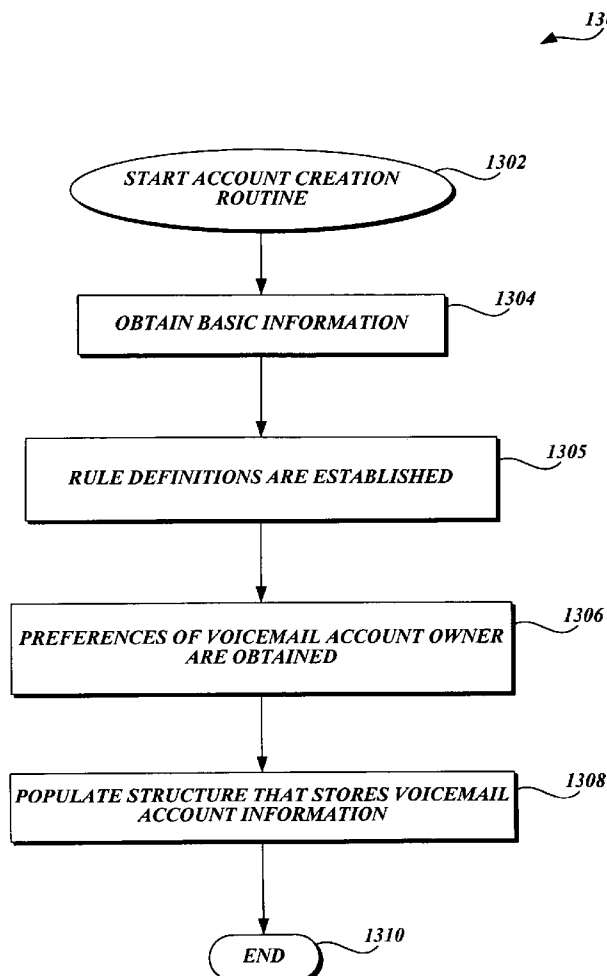 1302
START ACCOUNT CREATION
ROUTINE
1304
OBTAIN BASIC INFORMATION
1305
RULE DEFINITIONS ARE ESTABLISHED
1306
PREFERENCES OF VOICEMAIL ACCOUNT OWNER
ARE OBTAINED
1308
POPULATE STRUCTURE THAT STORES VOICEMAIL
ACCOUNT INFORMATION
1310
END